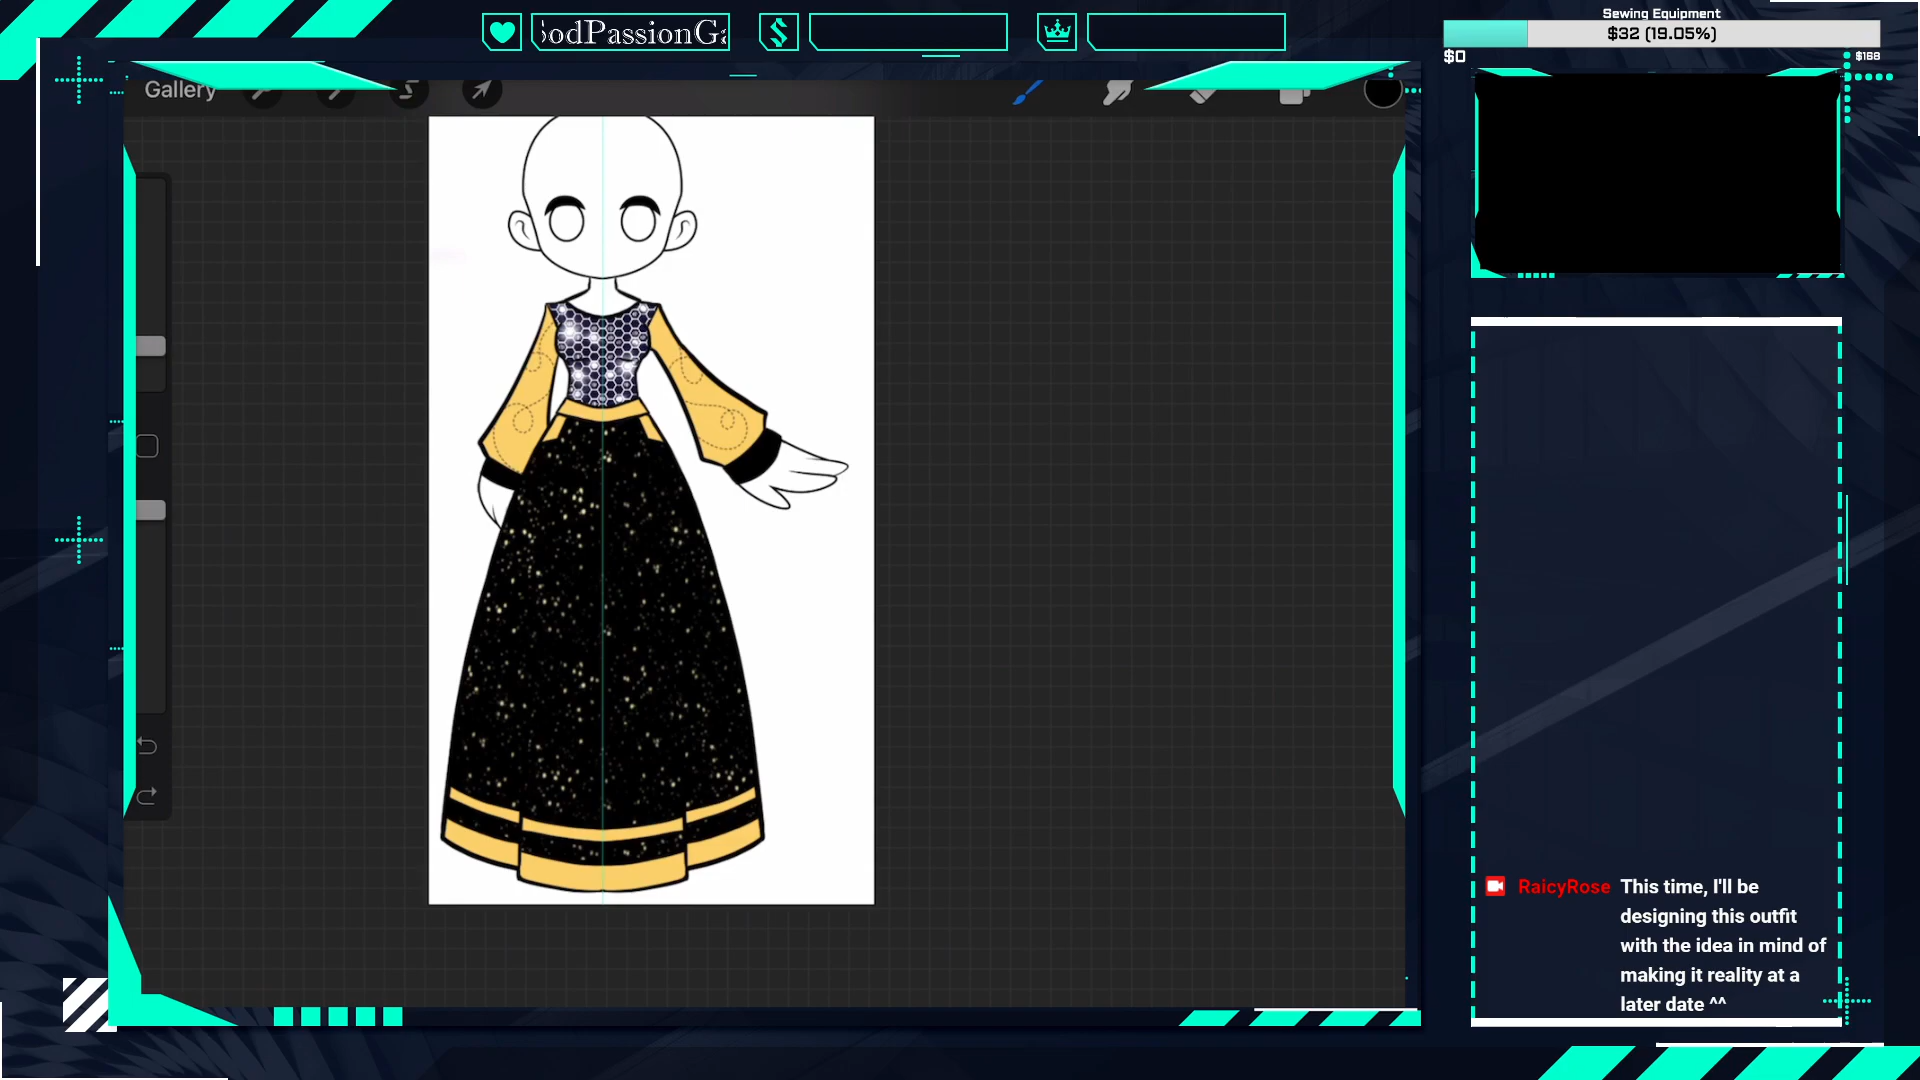 odPassionGa
Sewing Equipment
$32 (19.05%)
$0
$168
Gallery
RaicyRose This time, I'll be
designing this outfit
with the idea in mind of
making it reality at a
later date ^^